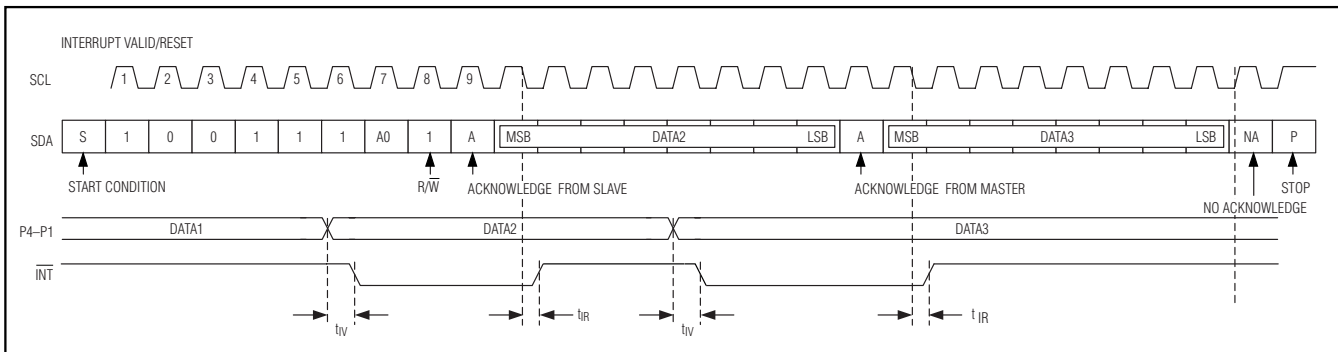 INTERRUPT VALID/RESET
SCL 1 2 3 4 5 6 7 8 9
SDA S 1 0 0 1 1 1 A0 1 A MSB DATA2 LSB A MSB DATA3 LSB NA P
START CONDITION R/W̅ ACKNOWLEDGE FROM SLAVE ACKNOWLEDGE FROM MASTER STOP
NO ACKNOWLEDGE
P4–P1 DATA1 DATA2 DATA3
I̅N̅T̅
tIV tIR tIV tIR